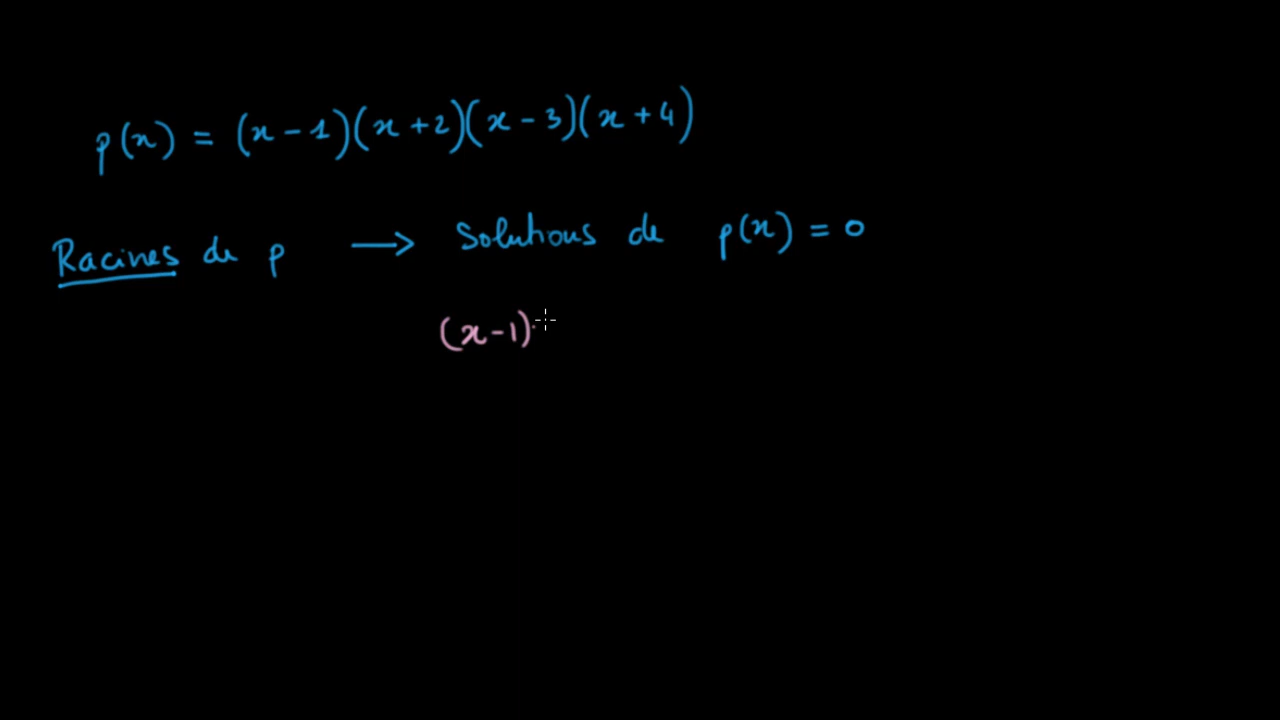 p(x) = (x - 1)(x + 2)(x - 3)(x + 4)
Racines de p → Solutions de p(x) = 0
(x - 1)